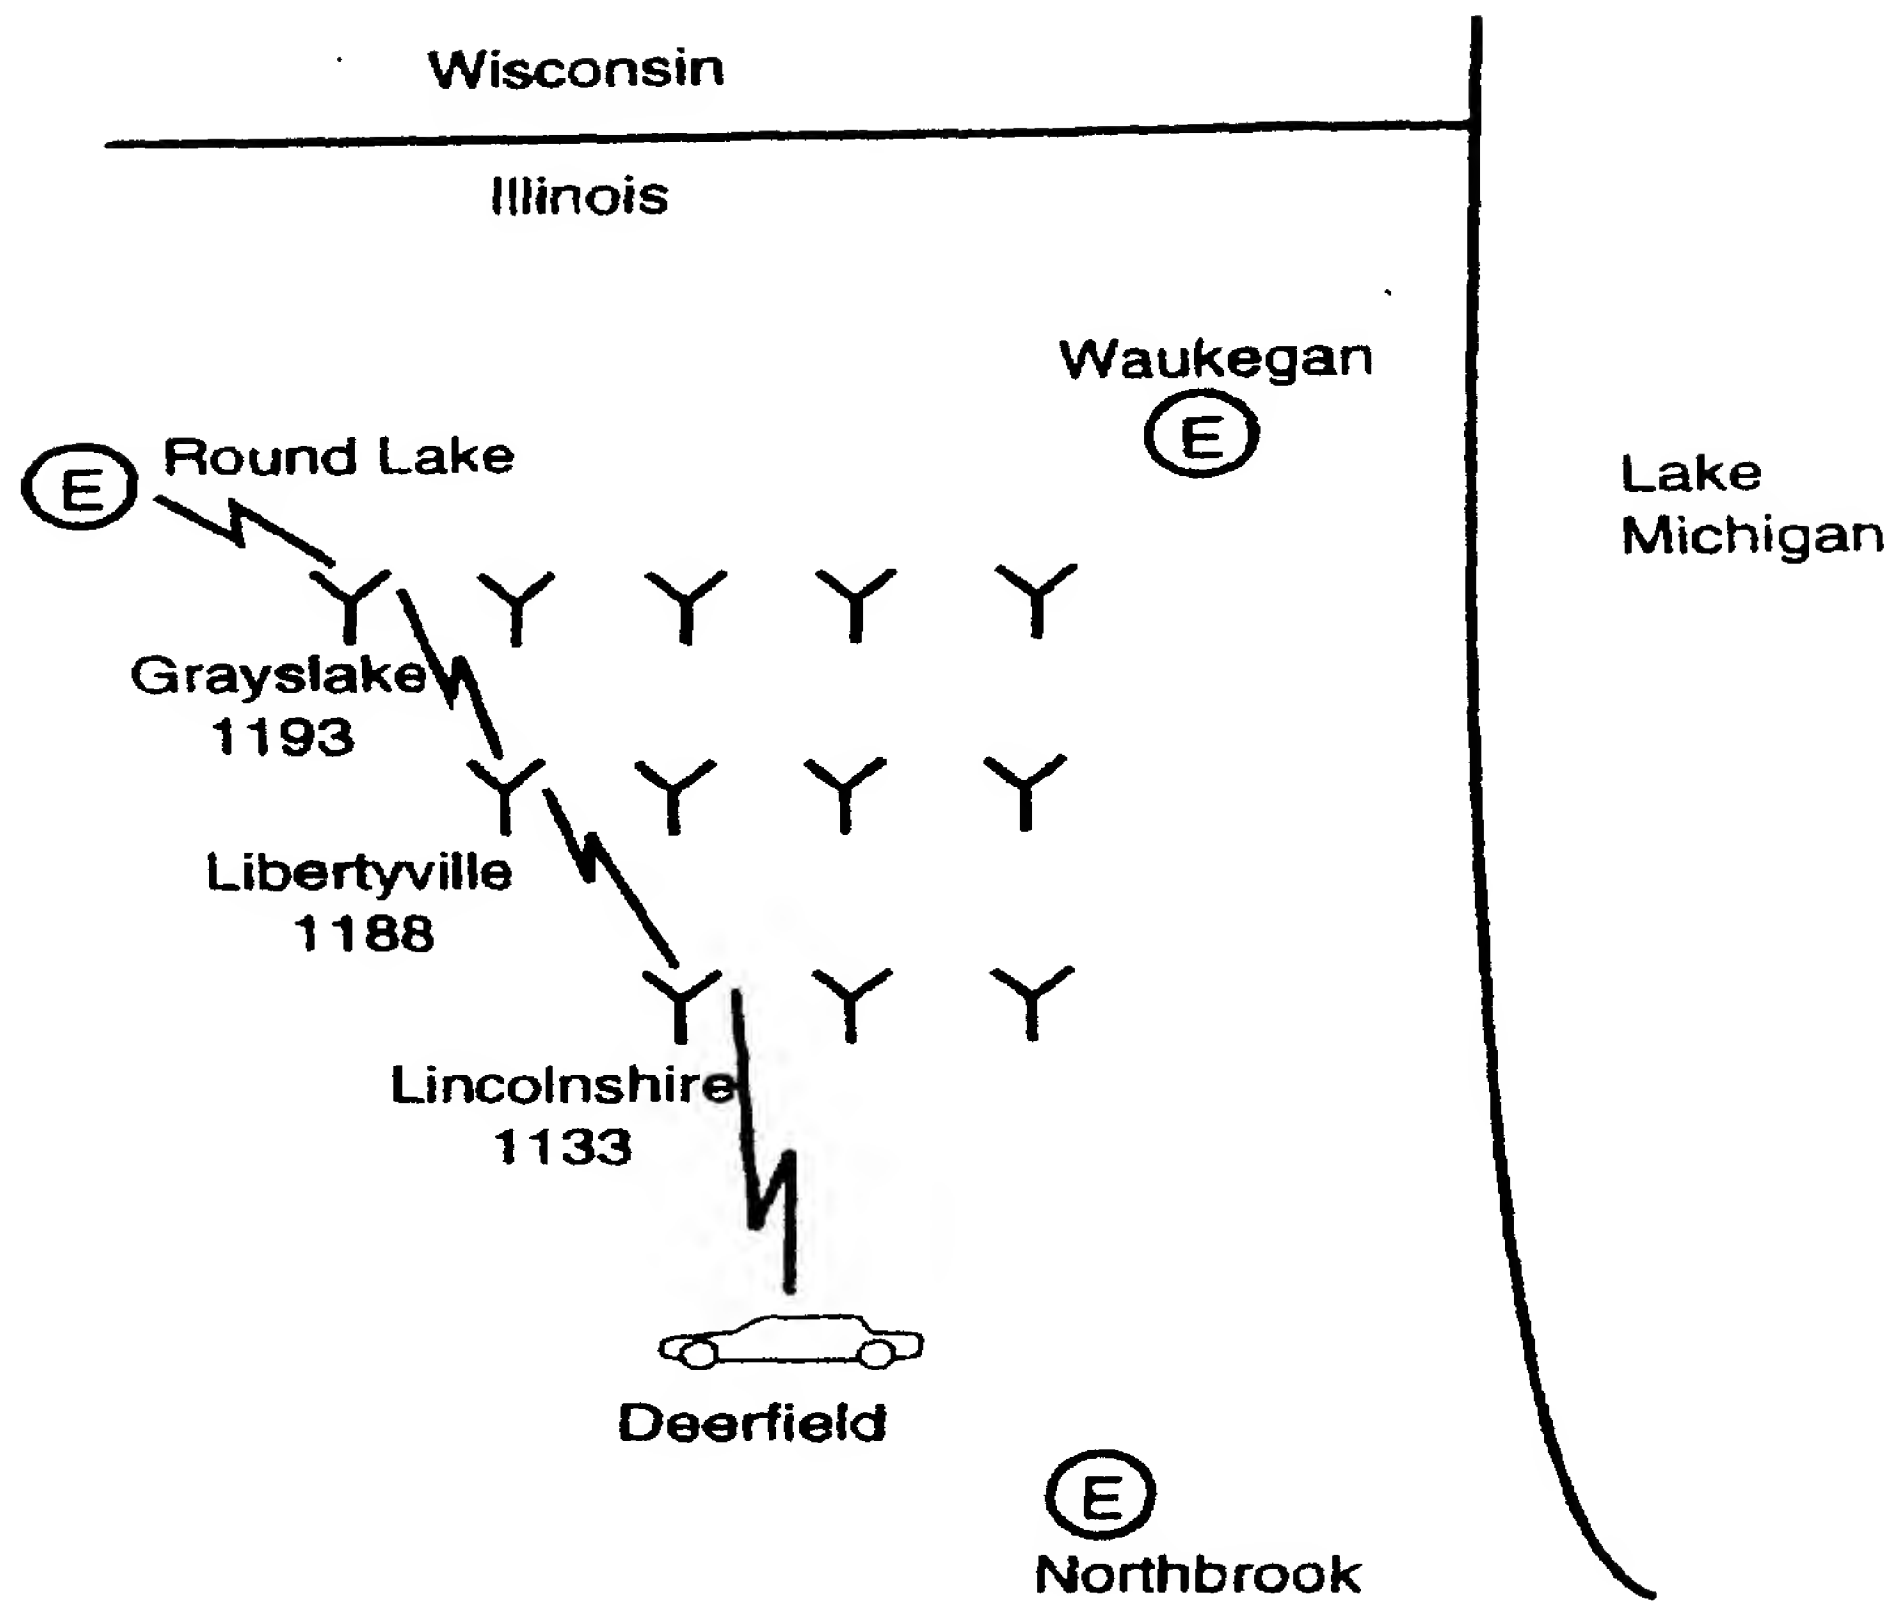 Wisconsin
Illinois
Waukegan
E
E Round Lake
Lake
Michigan
Grayslake
1193
Libertyville
1188
Lincolnshire
1133
Deerfield
E
Northbrook